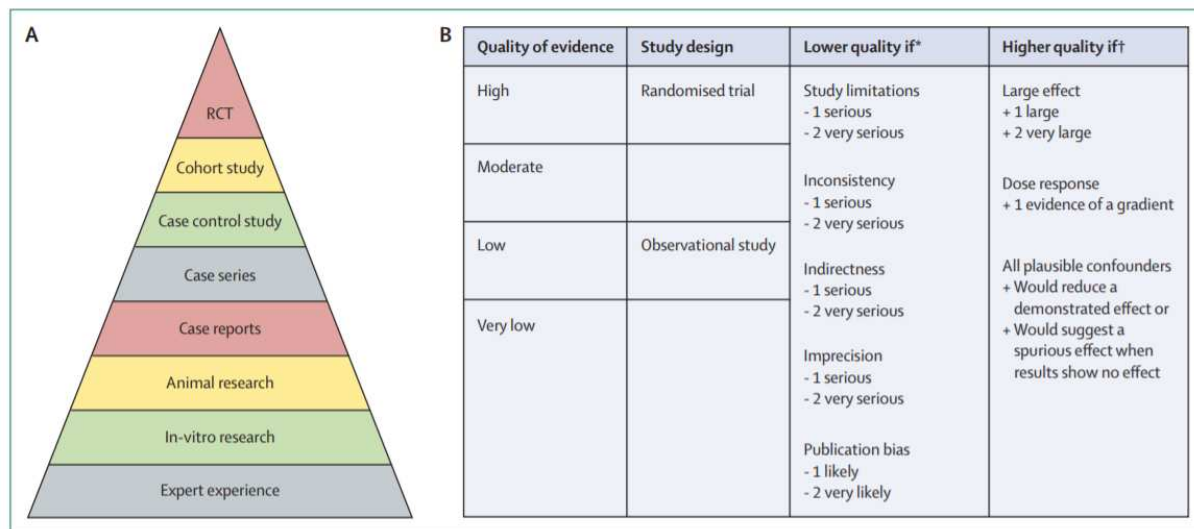 A
RCT
Cohort study
Case control study
Case series
Case reports
Animal research
In-vitro research
Expert experience
B
Quality of evidence
Study design
Lower quality if*
Higher quality if†
High
Randomised trial
Study limitations
- 1 serious
- 2 very serious
Large effect
+ 1 large
+ 2 very large
Moderate
Inconsistency
- 1 serious
- 2 very serious
Dose response
+ 1 evidence of a gradient
Low
Observational study
Indirectness
- 1 serious
- 2 very serious
All plausible confounders
+ Would reduce a
demonstrated effect or
+ Would suggest a
spurious effect when
results show no effect
Very low
Imprecision
- 1 serious
- 2 very serious
Publication bias
- 1 likely
- 2 very likely